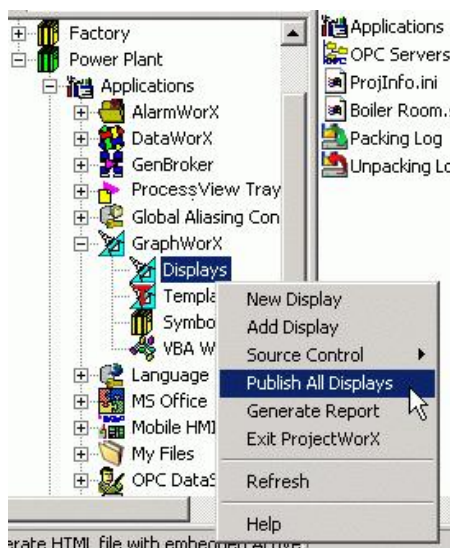 Factory
Power Plant
Applications
AlarmWorX
DataWorX
GenBroker
ProcessView Tray
Global Aliasing Con
GraphWorX
Displays
Templa
Symbo
VBA W
Language
MS Office
Mobile HMI
My Files
OPC DataS
Applications
OPC Servers
ProjInfo.ini
Boiler Room.
Packing Log
Unpacking Lo
New Display
Add Display
Source Control
Publish All Displays
Generate Report
Exit ProjectWorX
Refresh
Help
erate HTML file with embedded Active